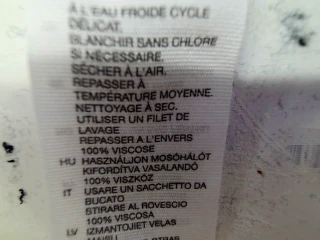 À L'EAU FROIDE CYCLE
DÉLICAT.
BLANCHIR SANS CHLORE
SI NÉCESSAIRE.
SÉCHER À L'AIR.
REPASSER À
TEMPÉRATURE MOYENNE.
NETTOYAGE À SEC.
UTILISER UN FILET DE
LAVAGE
REPASSER A L'ENVERS
100% VISCOSE
HU HASZNÁLJON MOSÓHÁLÓT
KIFORDÍTVA VASALANDÓ
100% VISZKÓZ
IT USARE UN SACCHETTO DA
BUCATO
STIRARE AL ROVESCIO
100% VISCOSA
LV IZMANTOJIET VELAS